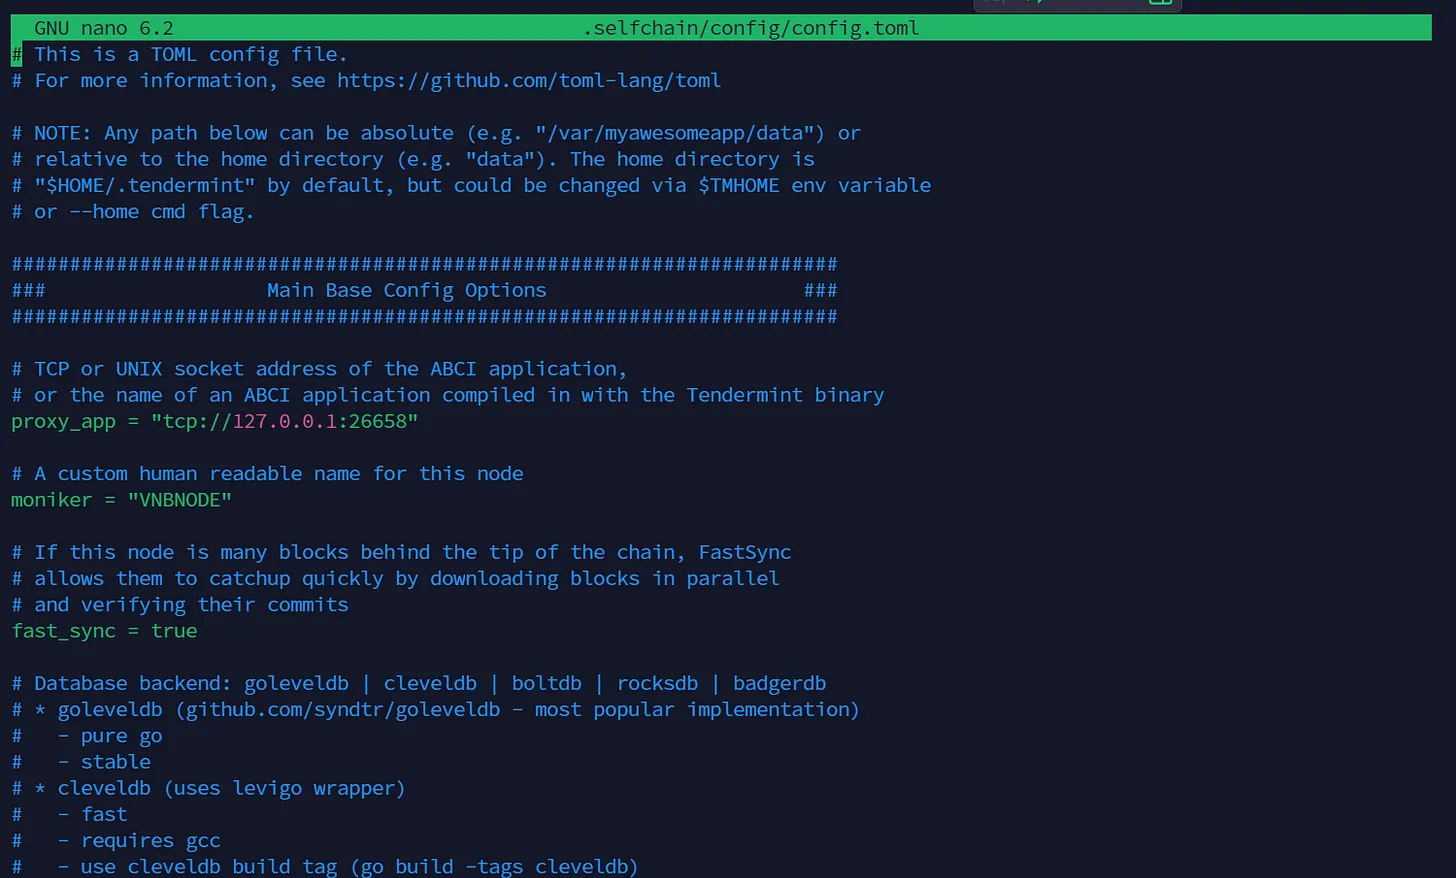 GNU nano 6.2 .selfchain/config/config.toml
# This is a TOML config file.
# For more information, see https://github.com/toml-lang/toml

# NOTE: Any path below can be absolute (e.g. "/var/myawesomeapp/data") or
# relative to the home directory (e.g. "data"). The home directory is
# "$HOME/.tendermint" by default, but could be changed via $TMHOME env variable
# or --home cmd flag.

#######################################################################
###                   Main Base Config Options                      ###
#######################################################################

# TCP or UNIX socket address of the ABCI application,
# or the name of an ABCI application compiled in with the Tendermint binary
proxy_app = "tcp://127.0.0.1:26658"

# A custom human readable name for this node
moniker = "VNBNODE"

# If this node is many blocks behind the tip of the chain, FastSync
# allows them to catchup quickly by downloading blocks in parallel
# and verifying their commits
fast_sync = true

# Database backend: goleveldb | cleveldb | boltdb | rocksdb | badgerdb
# * goleveldb (github.com/syndtr/goleveldb - most popular implementation)
#   - pure go
#   - stable
# * cleveldb (uses levigo wrapper)
#   - fast
#   - requires gcc
#   - use cleveldb build tag (go build -tags cleveldb)